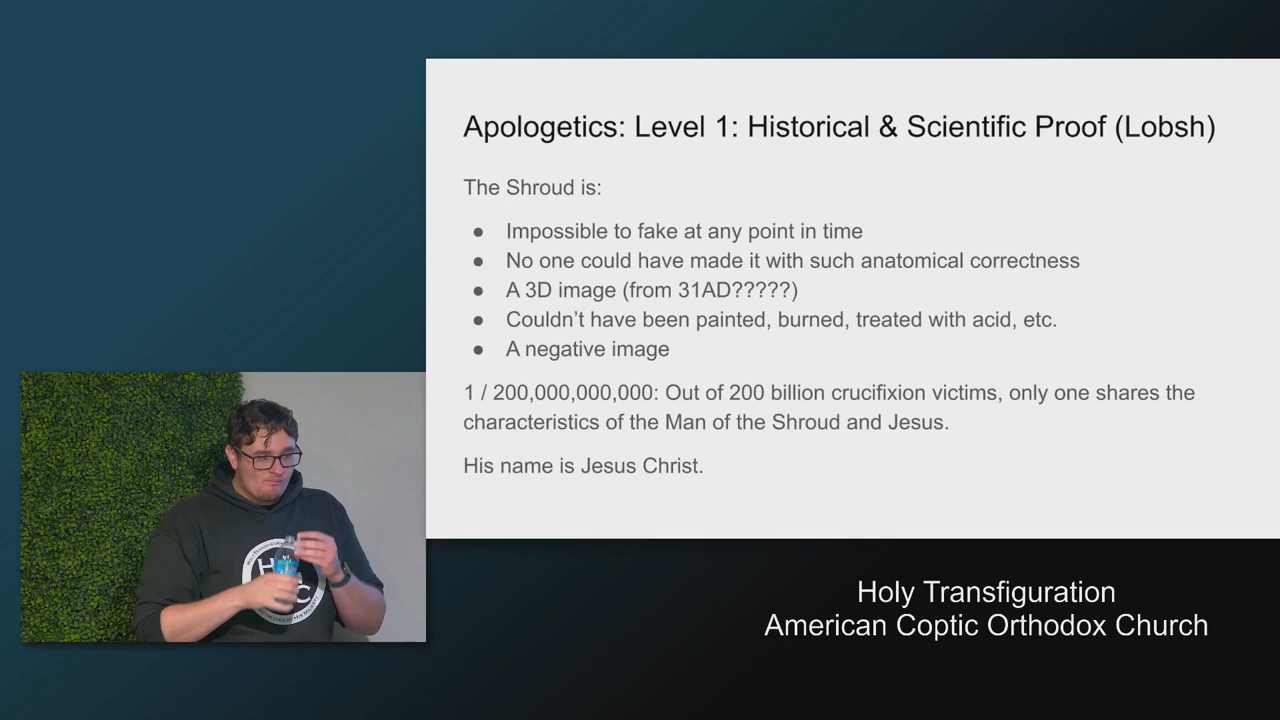 Apologetics: Level 1: Historical & Scientific Proof (Lobsh)
The Shroud is:
● Impossible to fake at any point in time
● No one could have made it with such anatomical correctness
● A 3D image (from 31AD?????)
● Couldn’t have been painted, burned, treated with acid, etc.
● A negative image
1 / 200,000,000,000: Out of 200 billion crucifixion victims, only one shares the
characteristics of the Man of the Shroud and Jesus.
His name is Jesus Christ.
Holy Transfiguration
American Coptic Orthodox Church